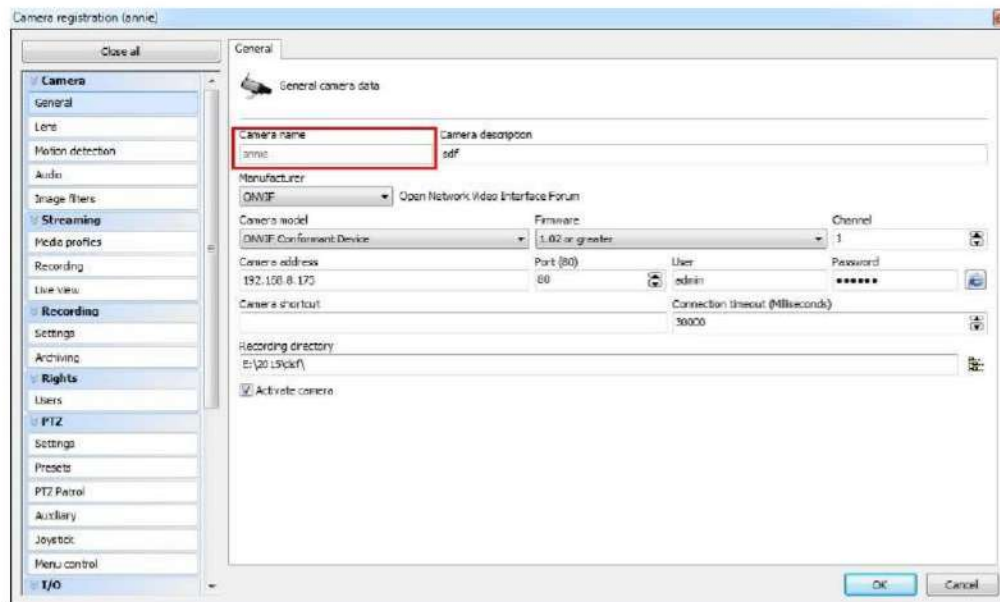 Camera registration (annie)
Close all
General
Camera
General
Lens
Motion detection
Audio
Image filters
Streaming
Media profiles
Recording
Live view
Recording
Settings
Archiving
Rights
Users
PTZ
Settings
Presets
PTZ Patrol
Auxiliary
Joystick
Menu control
I/O
General camera data
Camera name Camera description
annie sdf
Manufacturer
ONVIF Open Network Video Interface Forum
Camera model Firmware Channel
ONVIF Conformant Device 1.02 or greater 1
Camera address Port (80) User Password
192.168.8.175 80 admin ●●●●●●
Camera shortcut Connection timeout (Milliseconds)
30000
Recording directory
Activate camera
OK Cancel